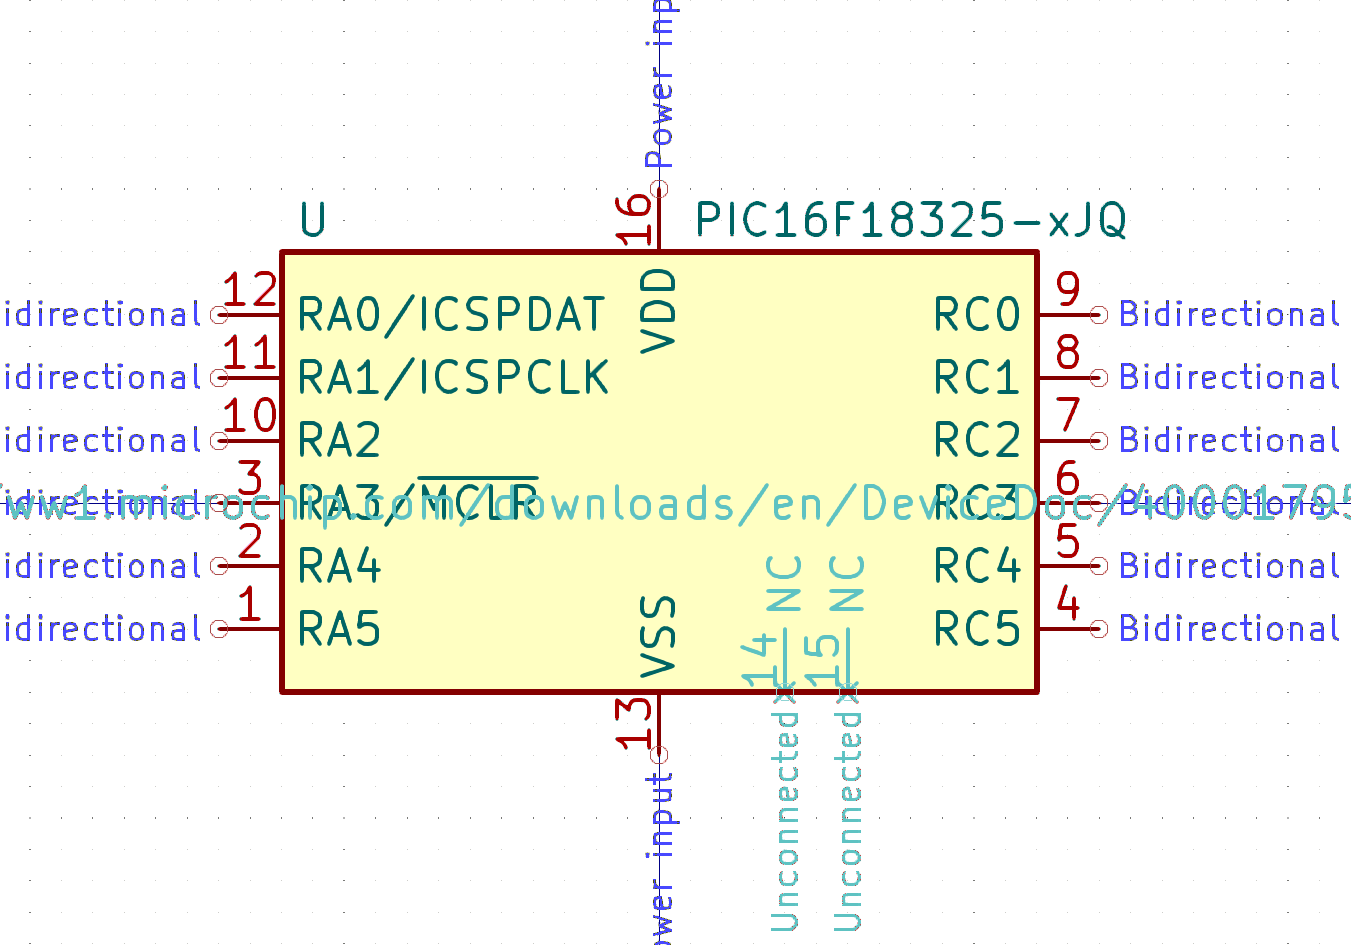 Power inp
16
U
PIC16F18325-xJQ
VDD
idirectional 12 RA0/ICSPDAT RC0 9 Bidirectional
idirectional 11 RA1/ICSPCLK RC1 8 Bidirectional
idirectional 10 RA2 RC2 7 Bidirectional
idirectional 3 RA3/MCLR RC3 6 Bidirectional
ww1.microchip.com/downloads/en/DeviceDoc/40001795
idirectional 2 RA4 RC4 5 Bidirectional
idirectional 1 RA5 RC5 4 Bidirectional
VSS
13
ower input
NC
14
Unconnected
NC
15
Unconnected